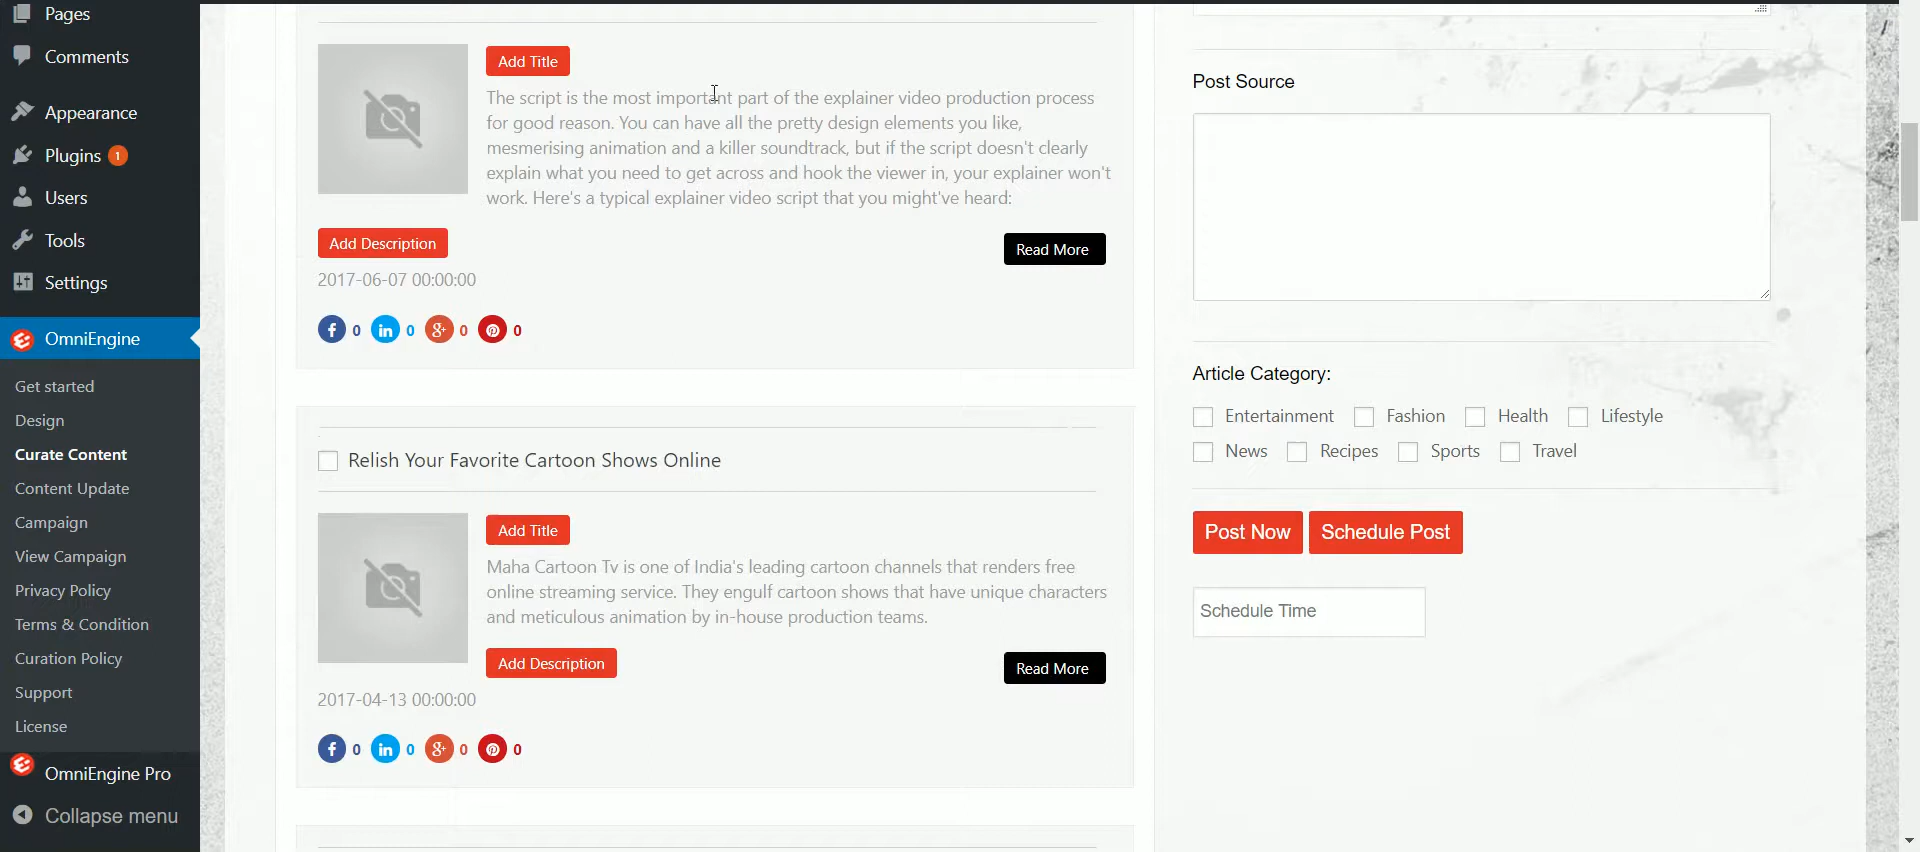 Pages
Comments
Appearance
Plugins 1
Users
Tools
Settings
OmniEngine
Get started
Design
Curate Content
Content Update
Campaign
View Campaign
Privacy Policy
Terms & Condition
Curation Policy
Support
License
OmniEngine Pro
Collapse menu
Add Title
The script is the most important part of the explainer video production process
for good reason. You can have all the pretty design elements you like,
mesmerising animation and a killer soundtrack, but if the script doesn't clearly
explain what you need to get across and hook the viewer in, your explainer won't
work. Here's a typical explainer video script that you might've heard:
Add Description
Read More
2017-06-07 00:00:00
f 0 in 0 g+ 0 0
Relish Your Favorite Cartoon Shows Online
Add Title
Maha Cartoon Tv is one of India's leading cartoon channels that renders free
online streaming service. They engulf cartoon shows that have unique characters
and meticulous animation by in-house production teams.
Add Description
Read More
2017-04-13 00:00:00
f 0 in 0 g+ 0 0
Post Source
Article Category:
Entertainment Fashion Health Lifestyle
News Recipes Sports Travel
Post Now Schedule Post
Schedule Time